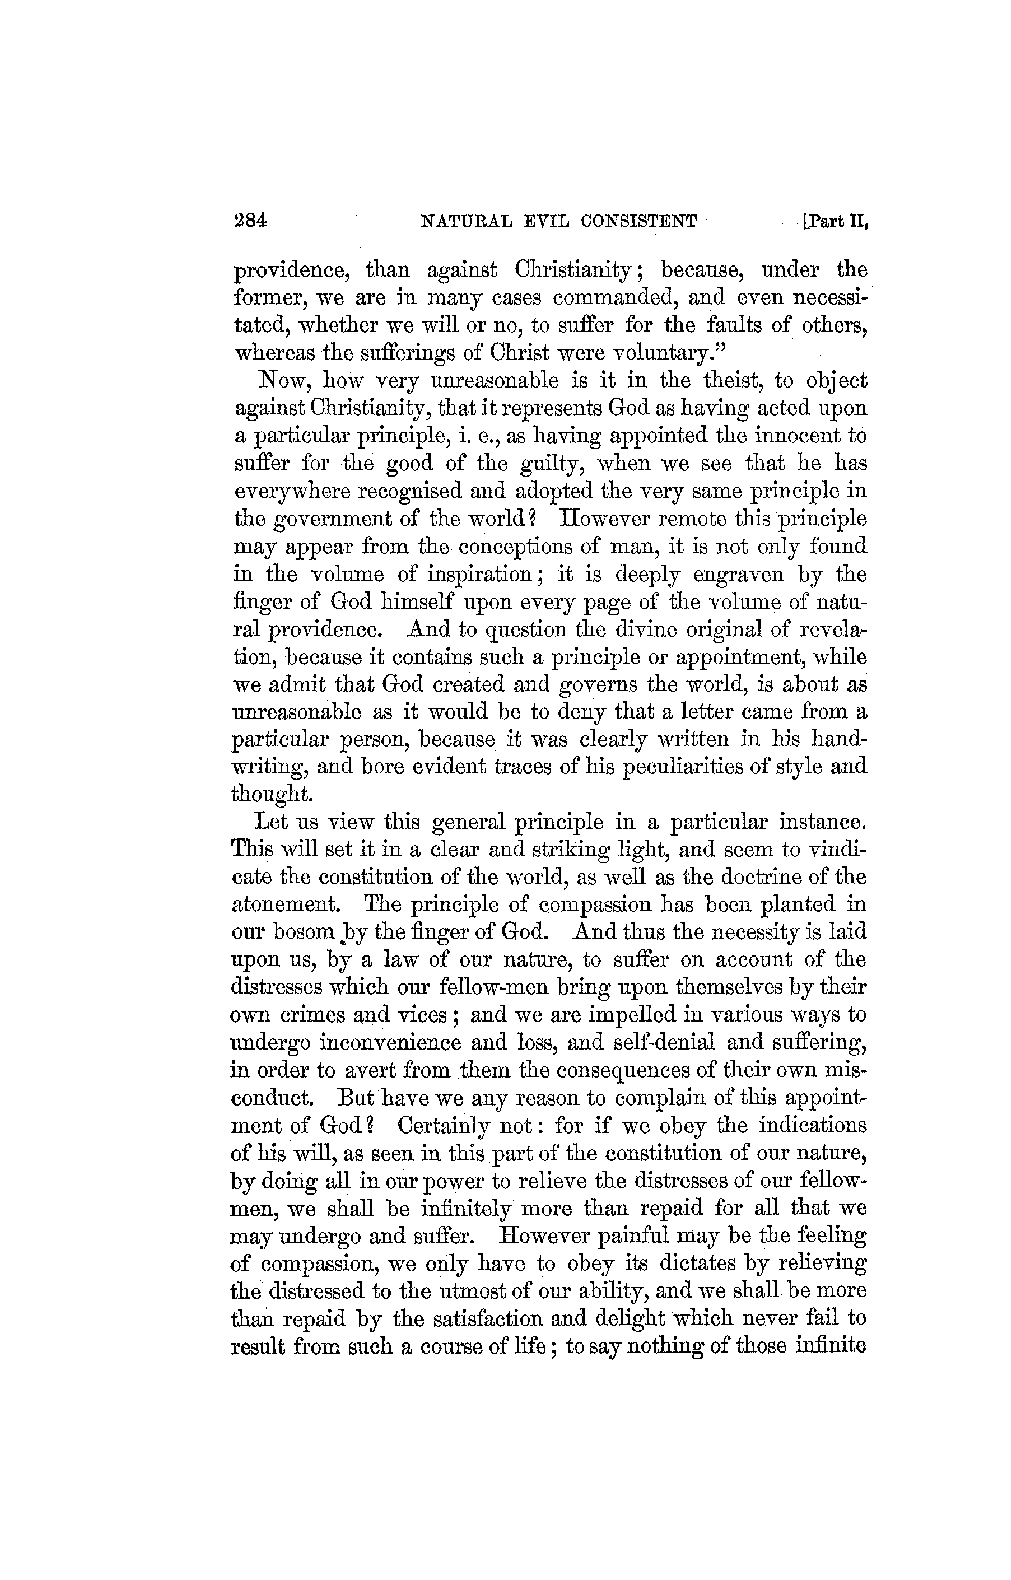 284 NATURAL EVIL CONSISTENT [Part II,
providence, than against Christianity; because, under the
former, we are in many cases commanded, and even necessi-
tated, whether we will or no, to suffer for the faults of others,
whereas the sufferings of Christ were voluntary.”
Now, how very unreasonable is it in the theist, to object
against Christianity, that it represents God as having acted upon
a particular principle, i. e., as having appointed the innocent to
suffer for the good of the guilty, when we see that he has
everywhere recognised and adopted the very same principle in
the government of the world? However remote this principle
may appear from the conceptions of man, it is not only found
in the volume of inspiration; it is deeply engraven by the
finger of God himself upon every page of the volume of natu-
ral providence. And to question the divine original of revela-
tion, because it contains such a principle or appointment, while
we admit that God created and governs the world, is about as
unreasonable as it would be to deny that a letter came from a
particular person, because it was clearly written in his hand-
writing, and bore evident traces of his peculiarities of style and
thought.
Let us view this general principle in a particular instance.
This will set it in a clear and striking light, and seem to vindi-
cate the constitution of the world, as well as the doctrine of the
atonement. The principle of compassion has been planted in
our bosom by the finger of God. And thus the necessity is laid
upon us, by a law of our nature, to suffer on account of the
distresses which our fellow-men bring upon themselves by their
own crimes and vices; and we are impelled in various ways to
undergo inconvenience and loss, and self-denial and suffering,
in order to avert from them the consequences of their own mis-
conduct. But have we any reason to complain of this appoint-
ment of God? Certainly not: for if we obey the indications
of his will, as seen in this part of the constitution of our nature,
by doing all in our power to relieve the distresses of our fellow-
men, we shall be infinitely more than repaid for all that we
may undergo and suffer. However painful may be the feeling
of compassion, we only have to obey its dictates by relieving
the distressed to the utmost of our ability, and we shall be more
than repaid by the satisfaction and delight which never fail to
result from such a course of life; to say nothing of those infinite